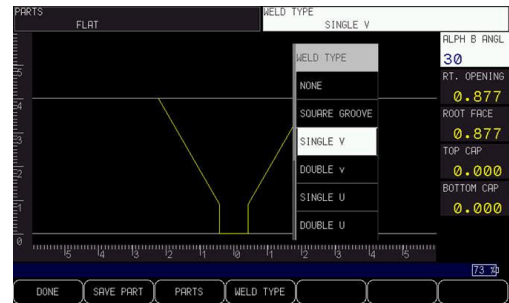 PARTS
FLAT
WELD TYPE
SINGLE V
ALPH B ANGL
30
RT. OPENING
0.877
ROOT FACE
0.877
TOP CAP
0.000
BOTTOM CAP
0.000
WELD TYPE
NONE
SQUARE GROOVE
SINGLE V
DOUBLE v
SINGLE U
DOUBLE U
5
4
3
2
1
0
5 4 3 2 1 0 1 2 3 4 5
73 %
DONE SAVE PART PARTS WELD TYPE